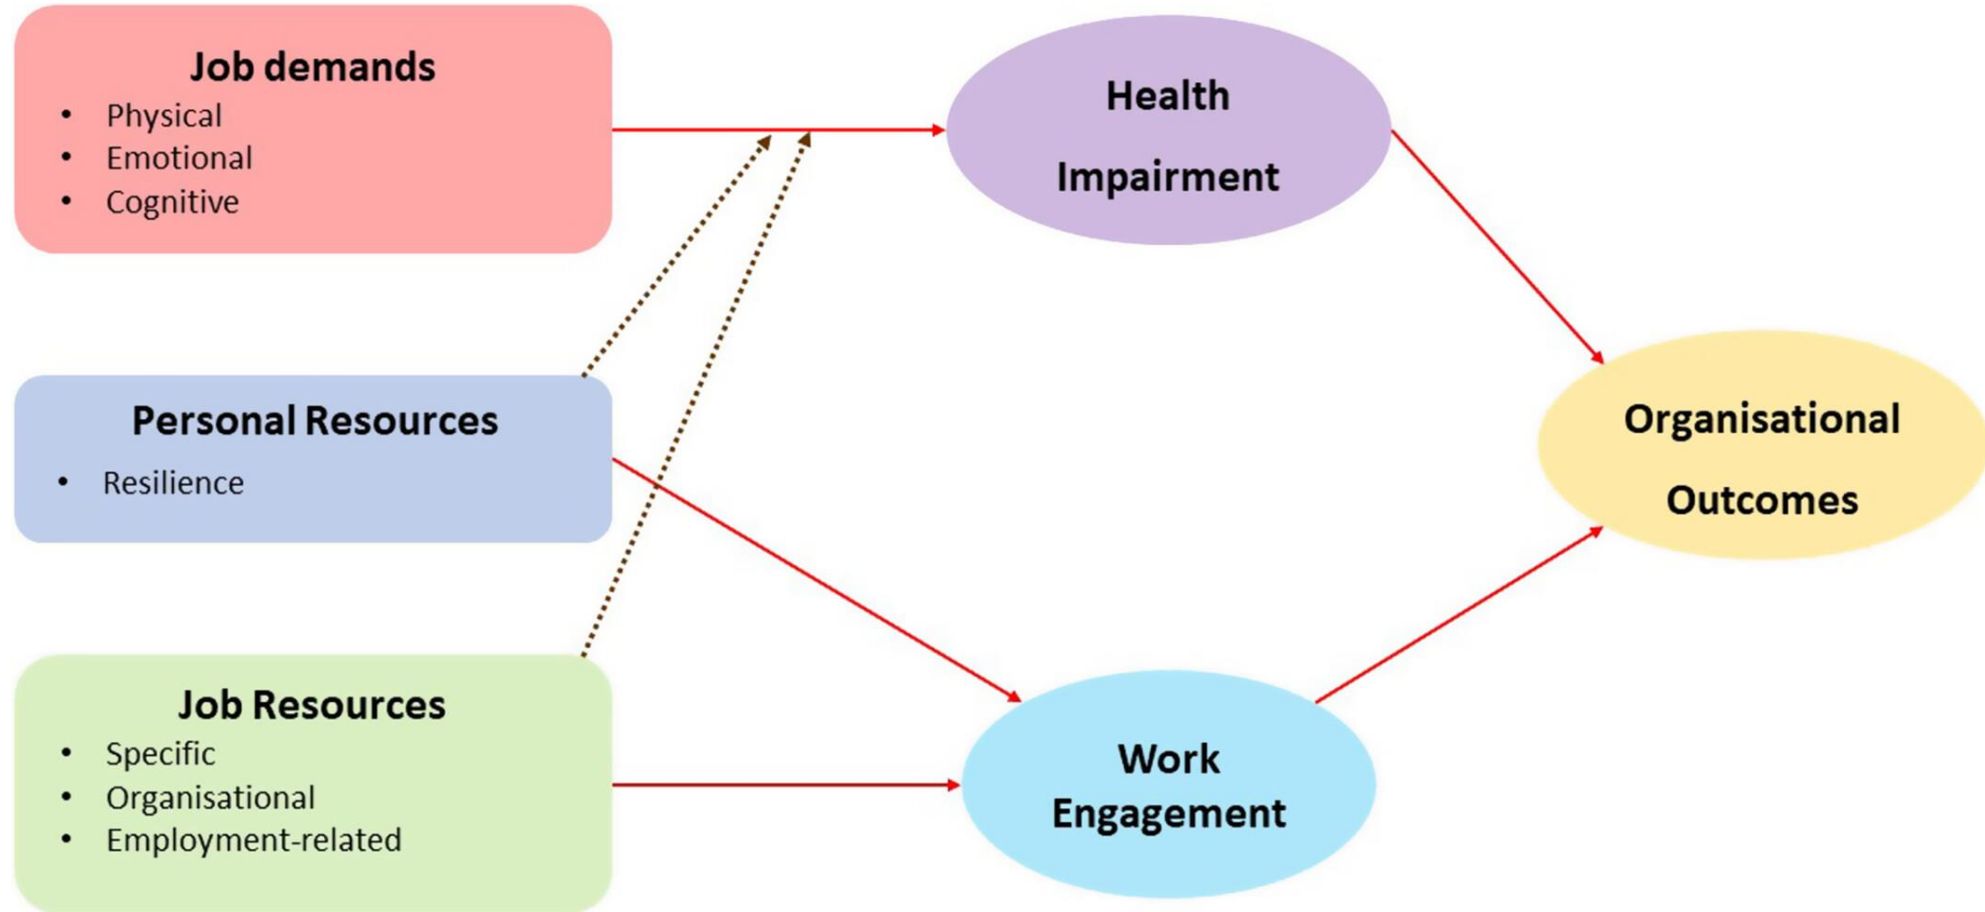 Job demands
• Physical
• Emotional
• Cognitive
Personal Resources
• Resilience
Job Resources
• Specific
• Organisational
• Employment-related
Health
Impairment
Work
Engagement
Organisational
Outcomes